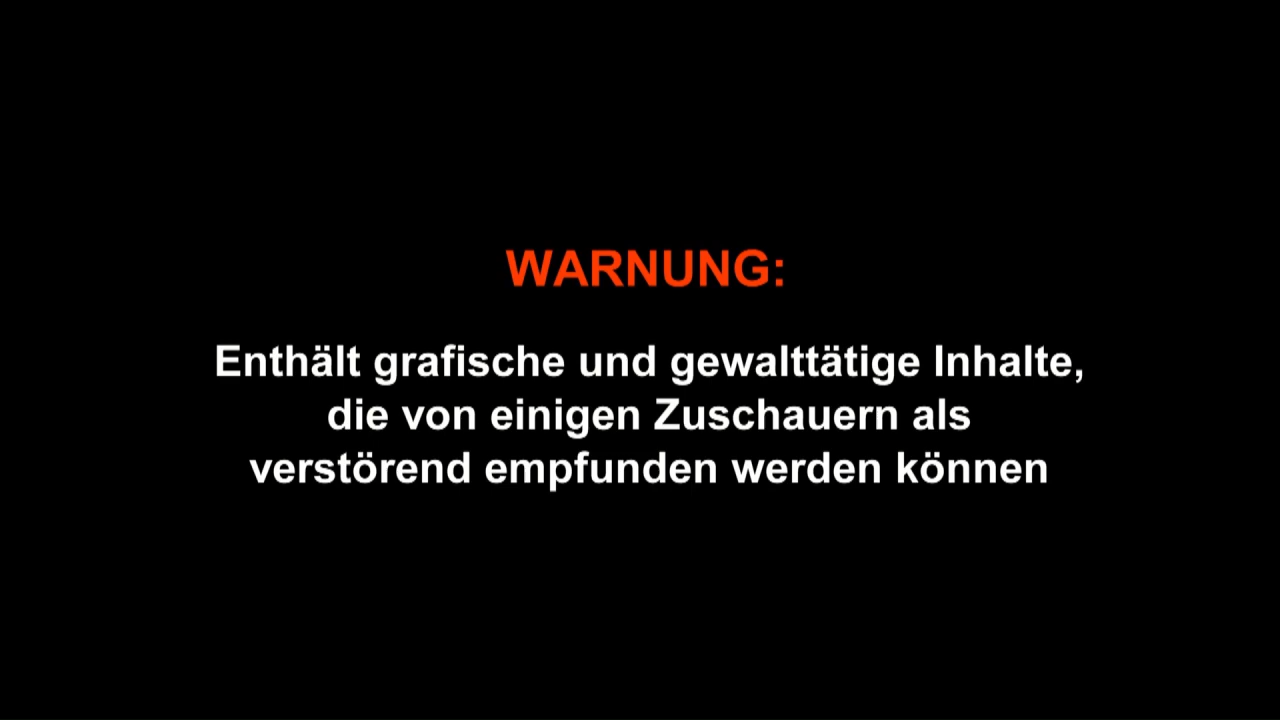 WARNUNG:
Enthält grafische und gewalttätige Inhalte,
die von einigen Zuschauern als
verstörend empfunden werden können